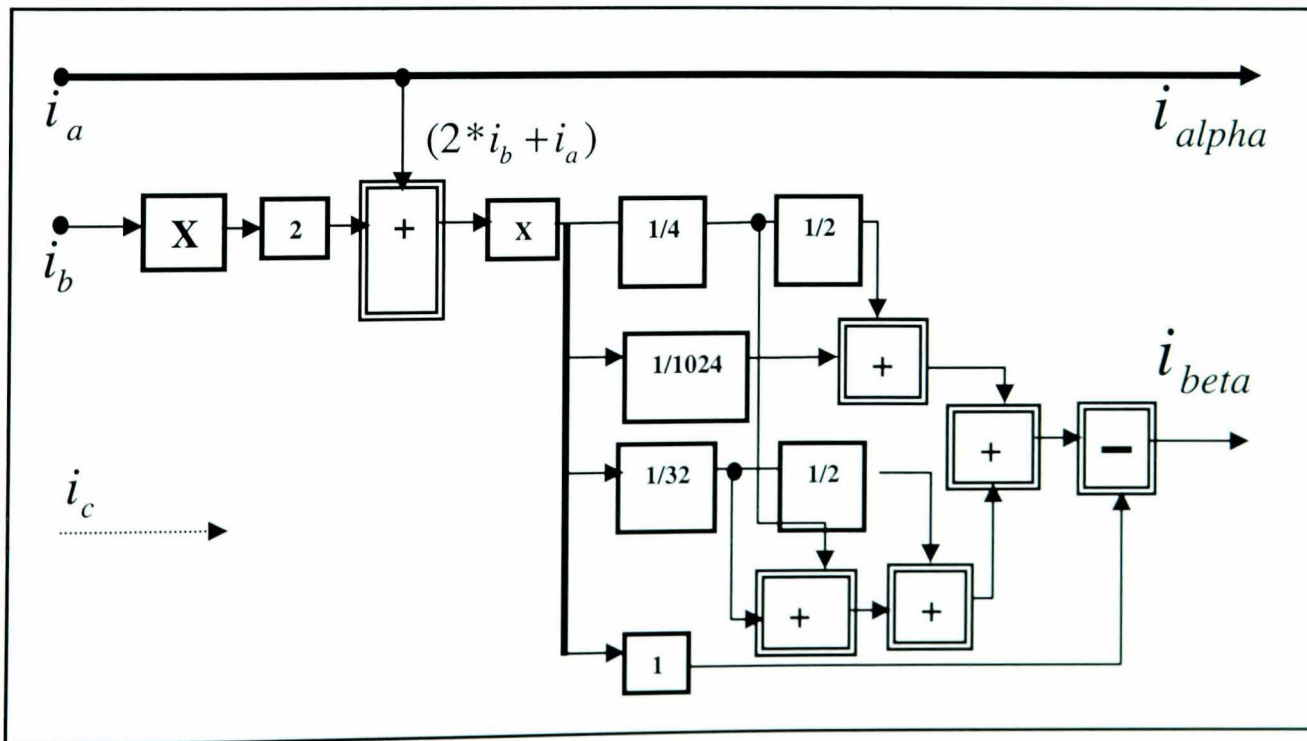 i_a
i_alpha
(2*i_b + i_a)
i_b
X
2
+
X
1/4
1/2
1/1024
+
i_beta
1/32
1/2
+
−
i_c
+
+
1